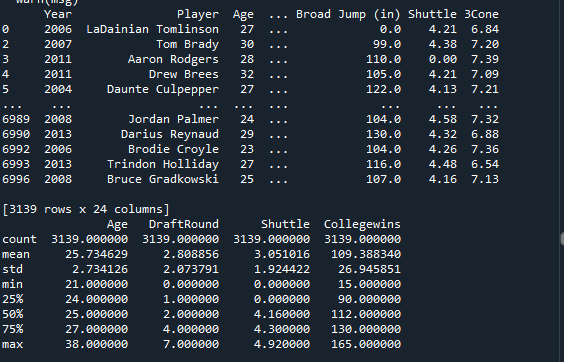 warn(msg)
Year Player Age ... Broad Jump (in) Shuttle 3Cone
0 2006 LaDainian Tomlinson 27 ... 0.0 4.21 6.84
2 2007 Tom Brady 30 ... 99.0 4.38 7.20
3 2011 Aaron Rodgers 28 ... 110.0 0.00 7.39
4 2011 Drew Brees 32 ... 105.0 4.21 7.09
5 2004 Daunte Culpepper 27 ... 122.0 4.13 7.21
... ... ... ... ... ... ... ...
6989 2008 Jordan Palmer 24 ... 104.0 4.58 7.32
6990 2013 Darius Reynaud 29 ... 130.0 4.32 6.88
6992 2006 Brodie Croyle 23 ... 104.0 4.26 7.36
6993 2013 Trindon Holliday 27 ... 116.0 4.48 6.54
6996 2008 Bruce Gradkowski 25 ... 107.0 4.16 7.13
[3139 rows x 24 columns]
Age DraftRound Shuttle Collegewins
count 3139.000000 3139.000000 3139.000000 3139.000000
mean 25.734629 2.808856 3.051016 109.388340
std 2.734126 2.073791 1.924422 26.945851
min 21.000000 0.000000 0.000000 15.000000
25% 24.000000 1.000000 0.000000 90.000000
50% 25.000000 2.000000 4.160000 112.000000
75% 27.000000 4.000000 4.300000 130.000000
max 38.000000 7.000000 4.920000 165.000000